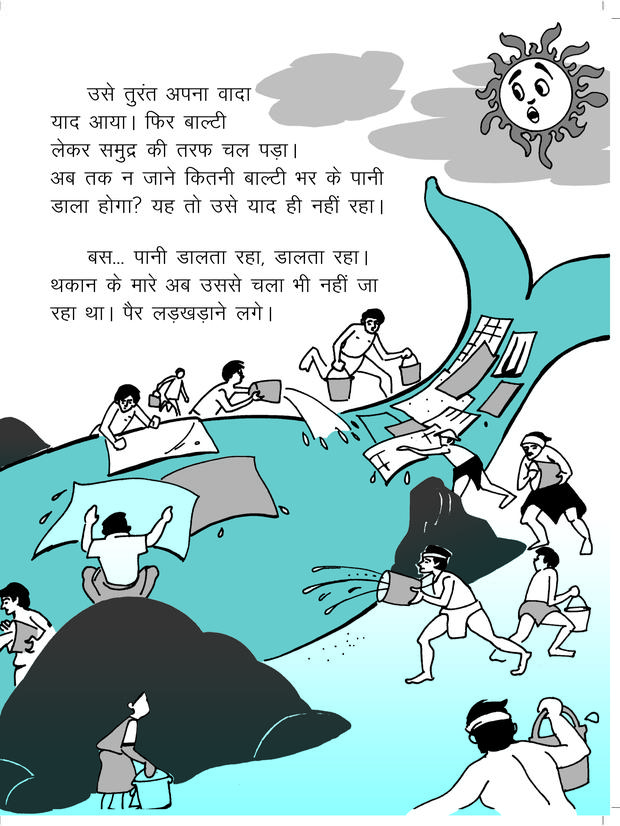 उसे तुरंत अपना वादा
याद आया। फिर बाल्टी
लेकर समुद्र की तरफ चल पड़ा।
अब तक न जाने कितनी बाल्टी भर के पानी
डाला होगा? यह तो उसे याद ही नहीं रहा।
बस... पानी डालता रहा, डालता रहा।
थकान के मारे अब उससे चला भी नहीं जा
रहा था। पैर लड़खड़ाने लगे।